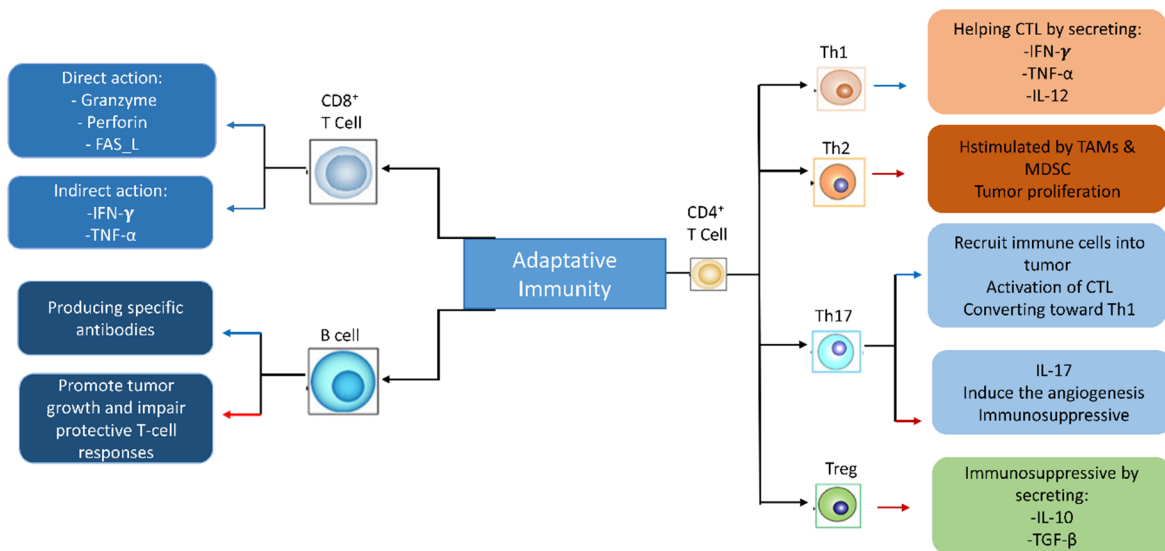 Direct action:
- Granzyme
- Perforin
- FAS_L
Indirect action:
-IFN-γ
-TNF-α
CD8⁺
T Cell
Producing specific
antibodies
Promote tumor
growth and impair
protective T-cell
responses
B cell
Adaptative
Immunity
CD4⁺
T Cell
Th1
Helping CTL by secreting:
-IFN-γ
-TNF-α
-IL-12
Th2
Hstimulated by TAMs &
MDSC
Tumor proliferation
Th17
Recruit immune cells into
tumor
Activation of CTL
Converting toward Th1
IL-17
Induce the angiogenesis
Immunosuppressive
Treg
Immunosuppressive by
secreting:
-IL-10
-TGF-β